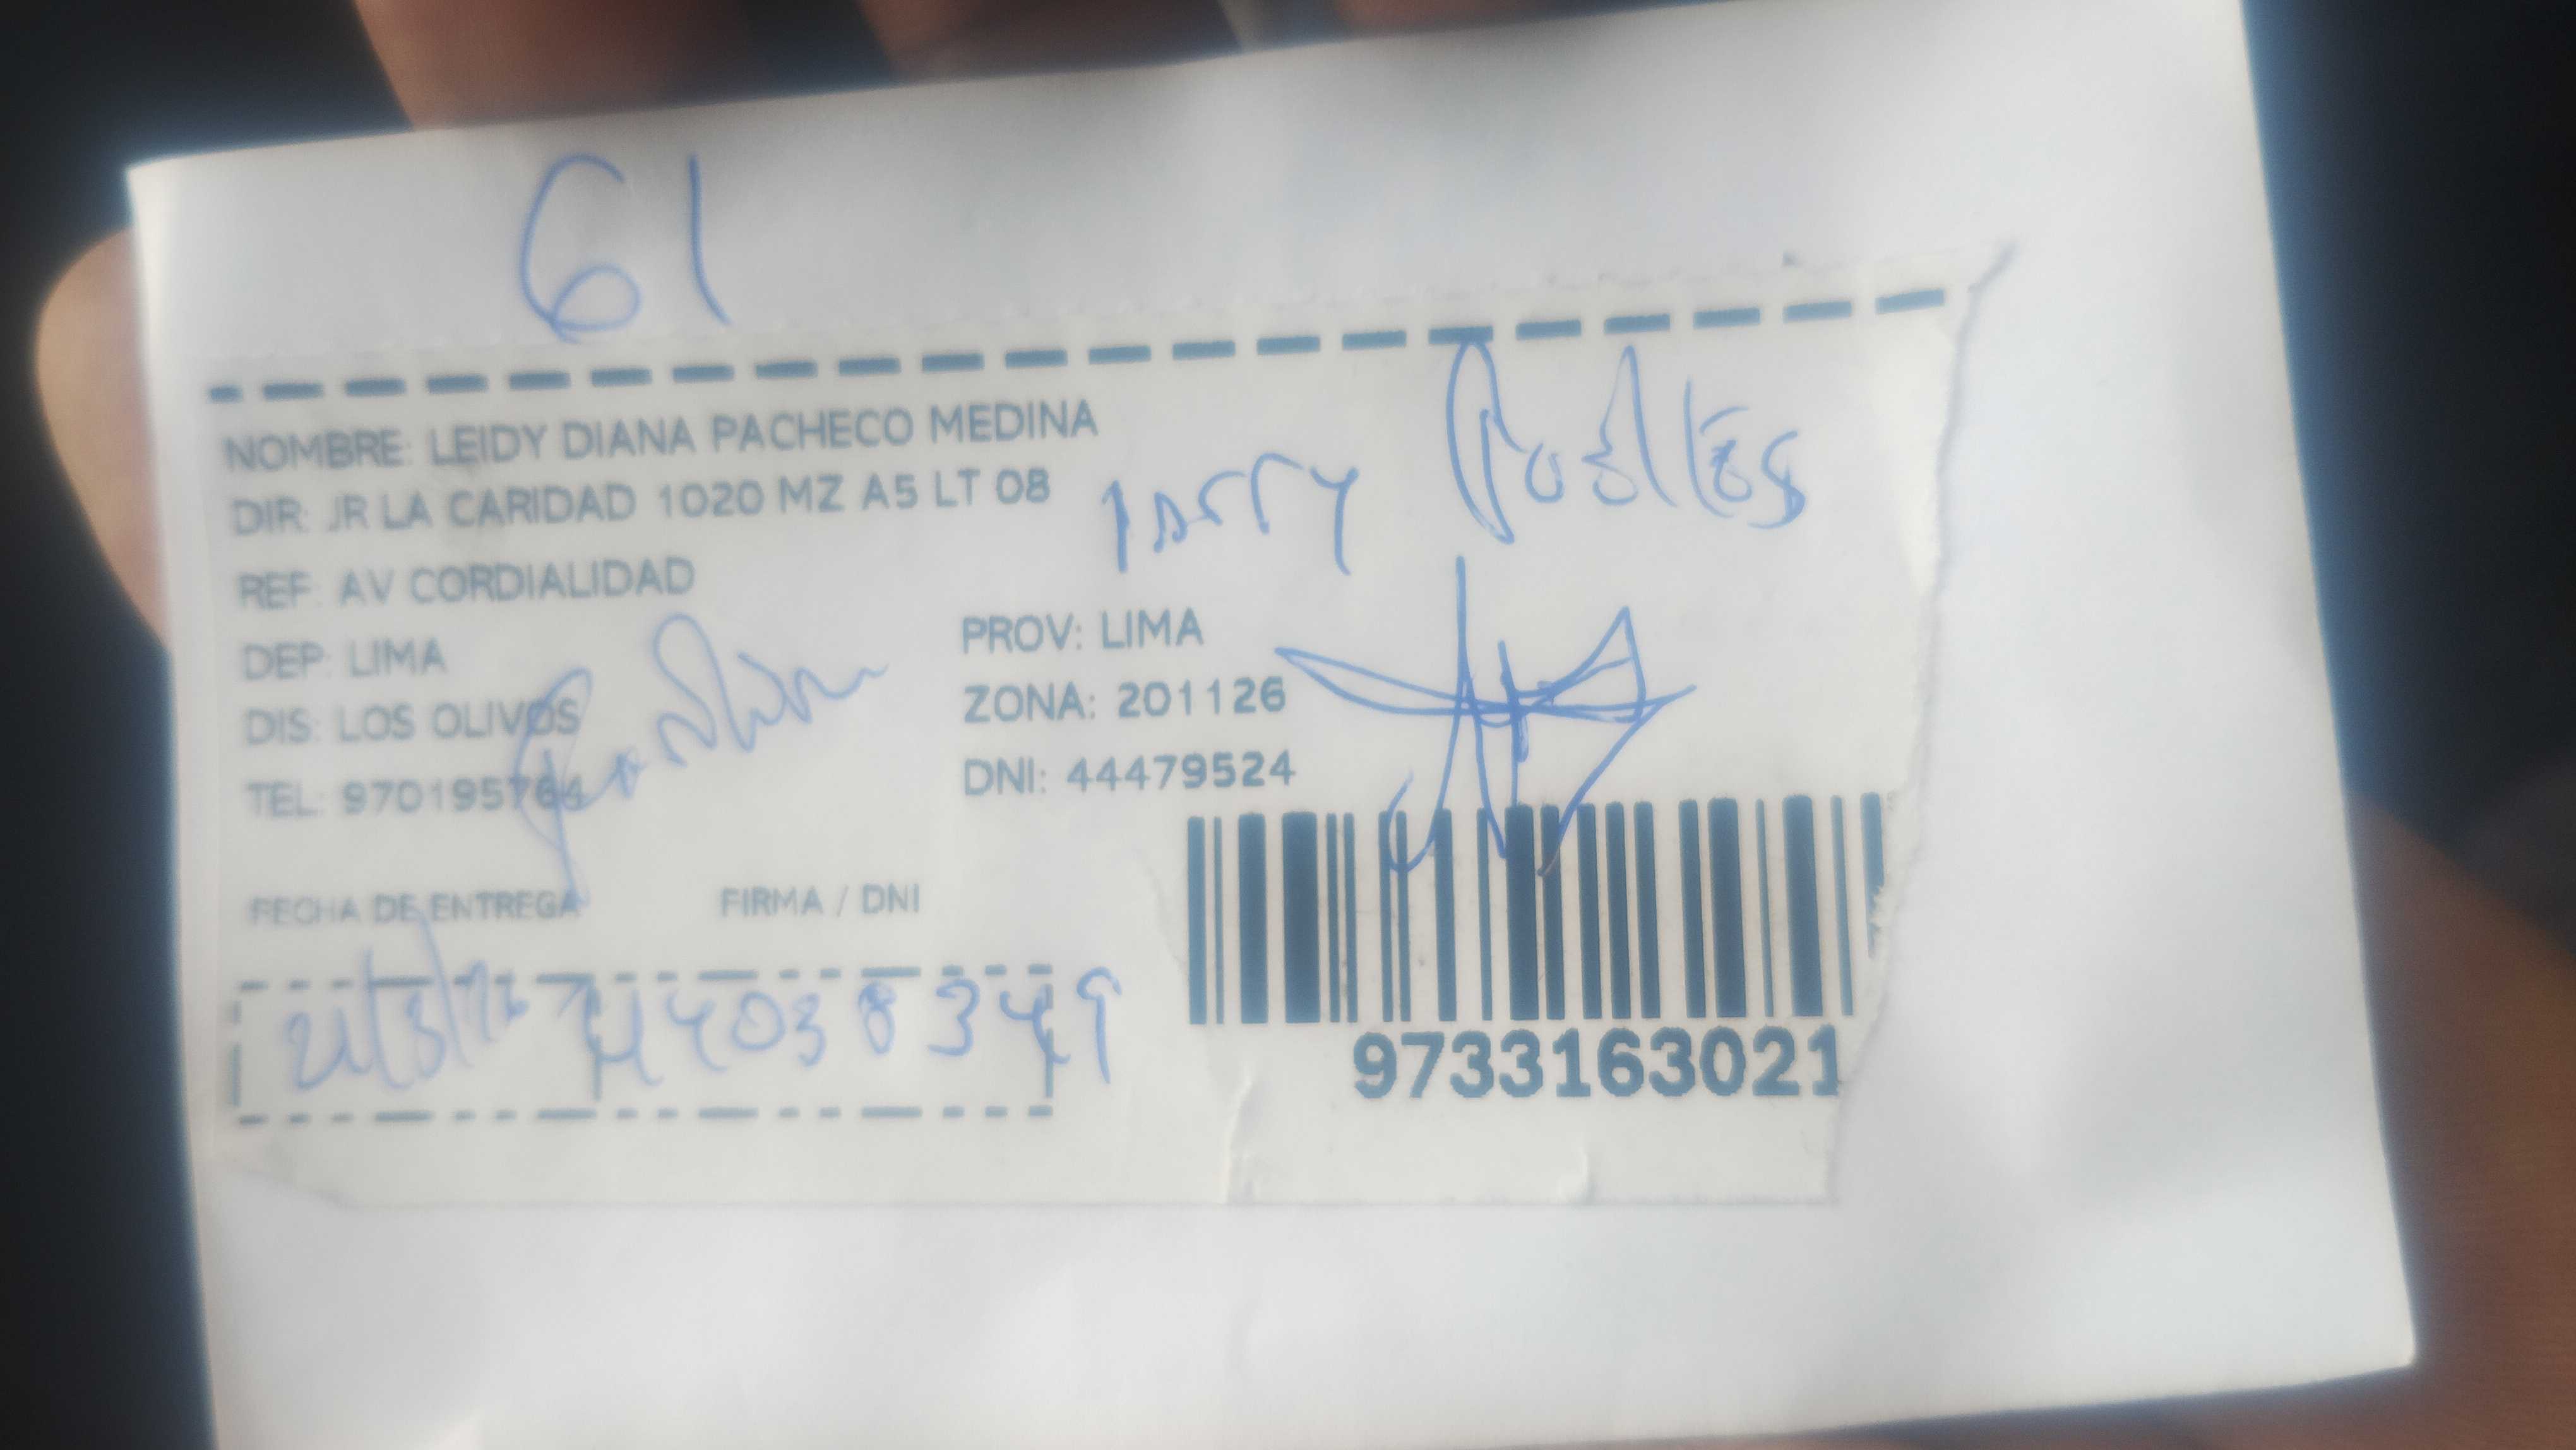 61
NOMBRE: LEIDY DIANA PACHECO MEDINA
DIR: JR LA CARIDAD 1020 MZ A5 LT 08
REF: AV CORDIALIDAD
DEP: LIMA
PROV: LIMA
DIS: LOS OLIVOS
ZONA: 201126
TEL: 970195764
DNI: 44479524
FECHA DE ENTREGA
FIRMA / DNI
9733163021